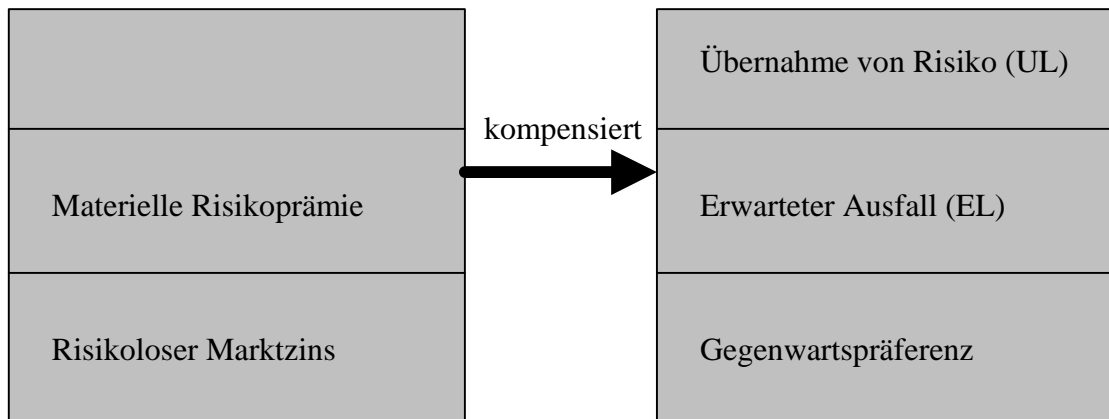 Übernahme von Risiko (UL)
kompensiert
Materielle Risikoprämie
Erwarteter Ausfall (EL)
Risikoloser Marktzins
Gegenwartspräferenz